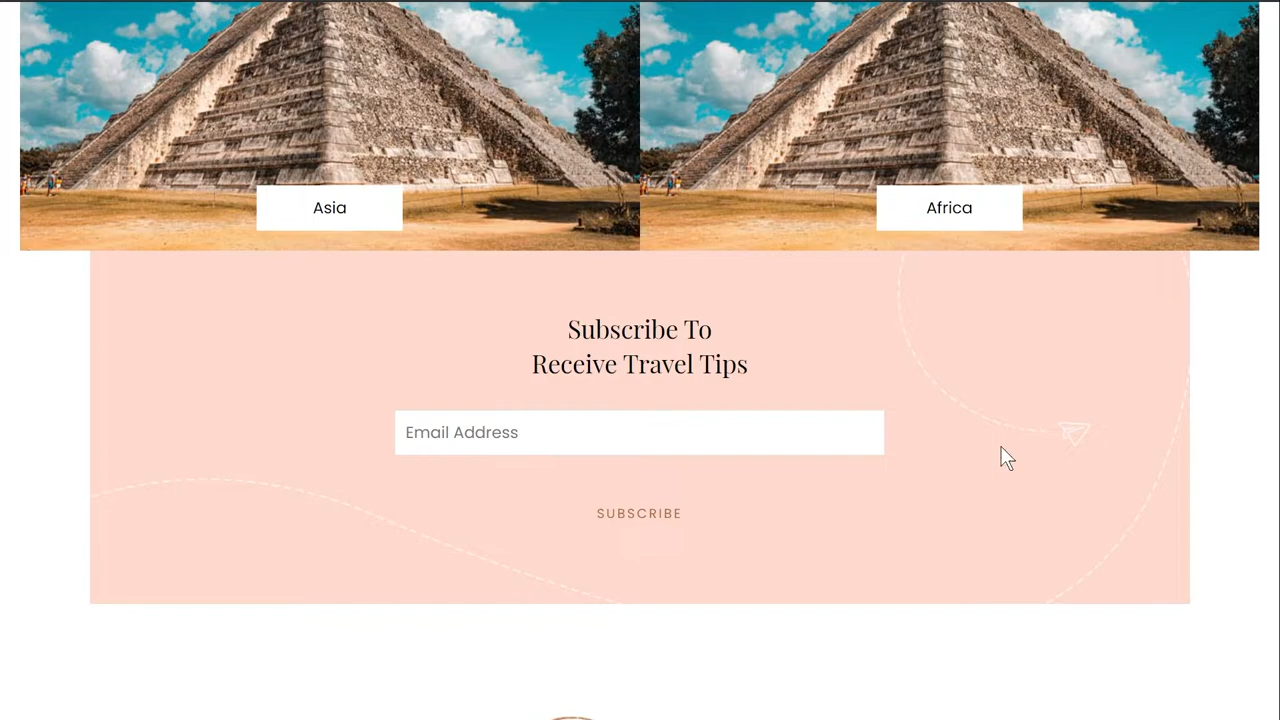 Asia
Africa
Subscribe To
Receive Travel Tips
Email Address
SUBSCRIBE